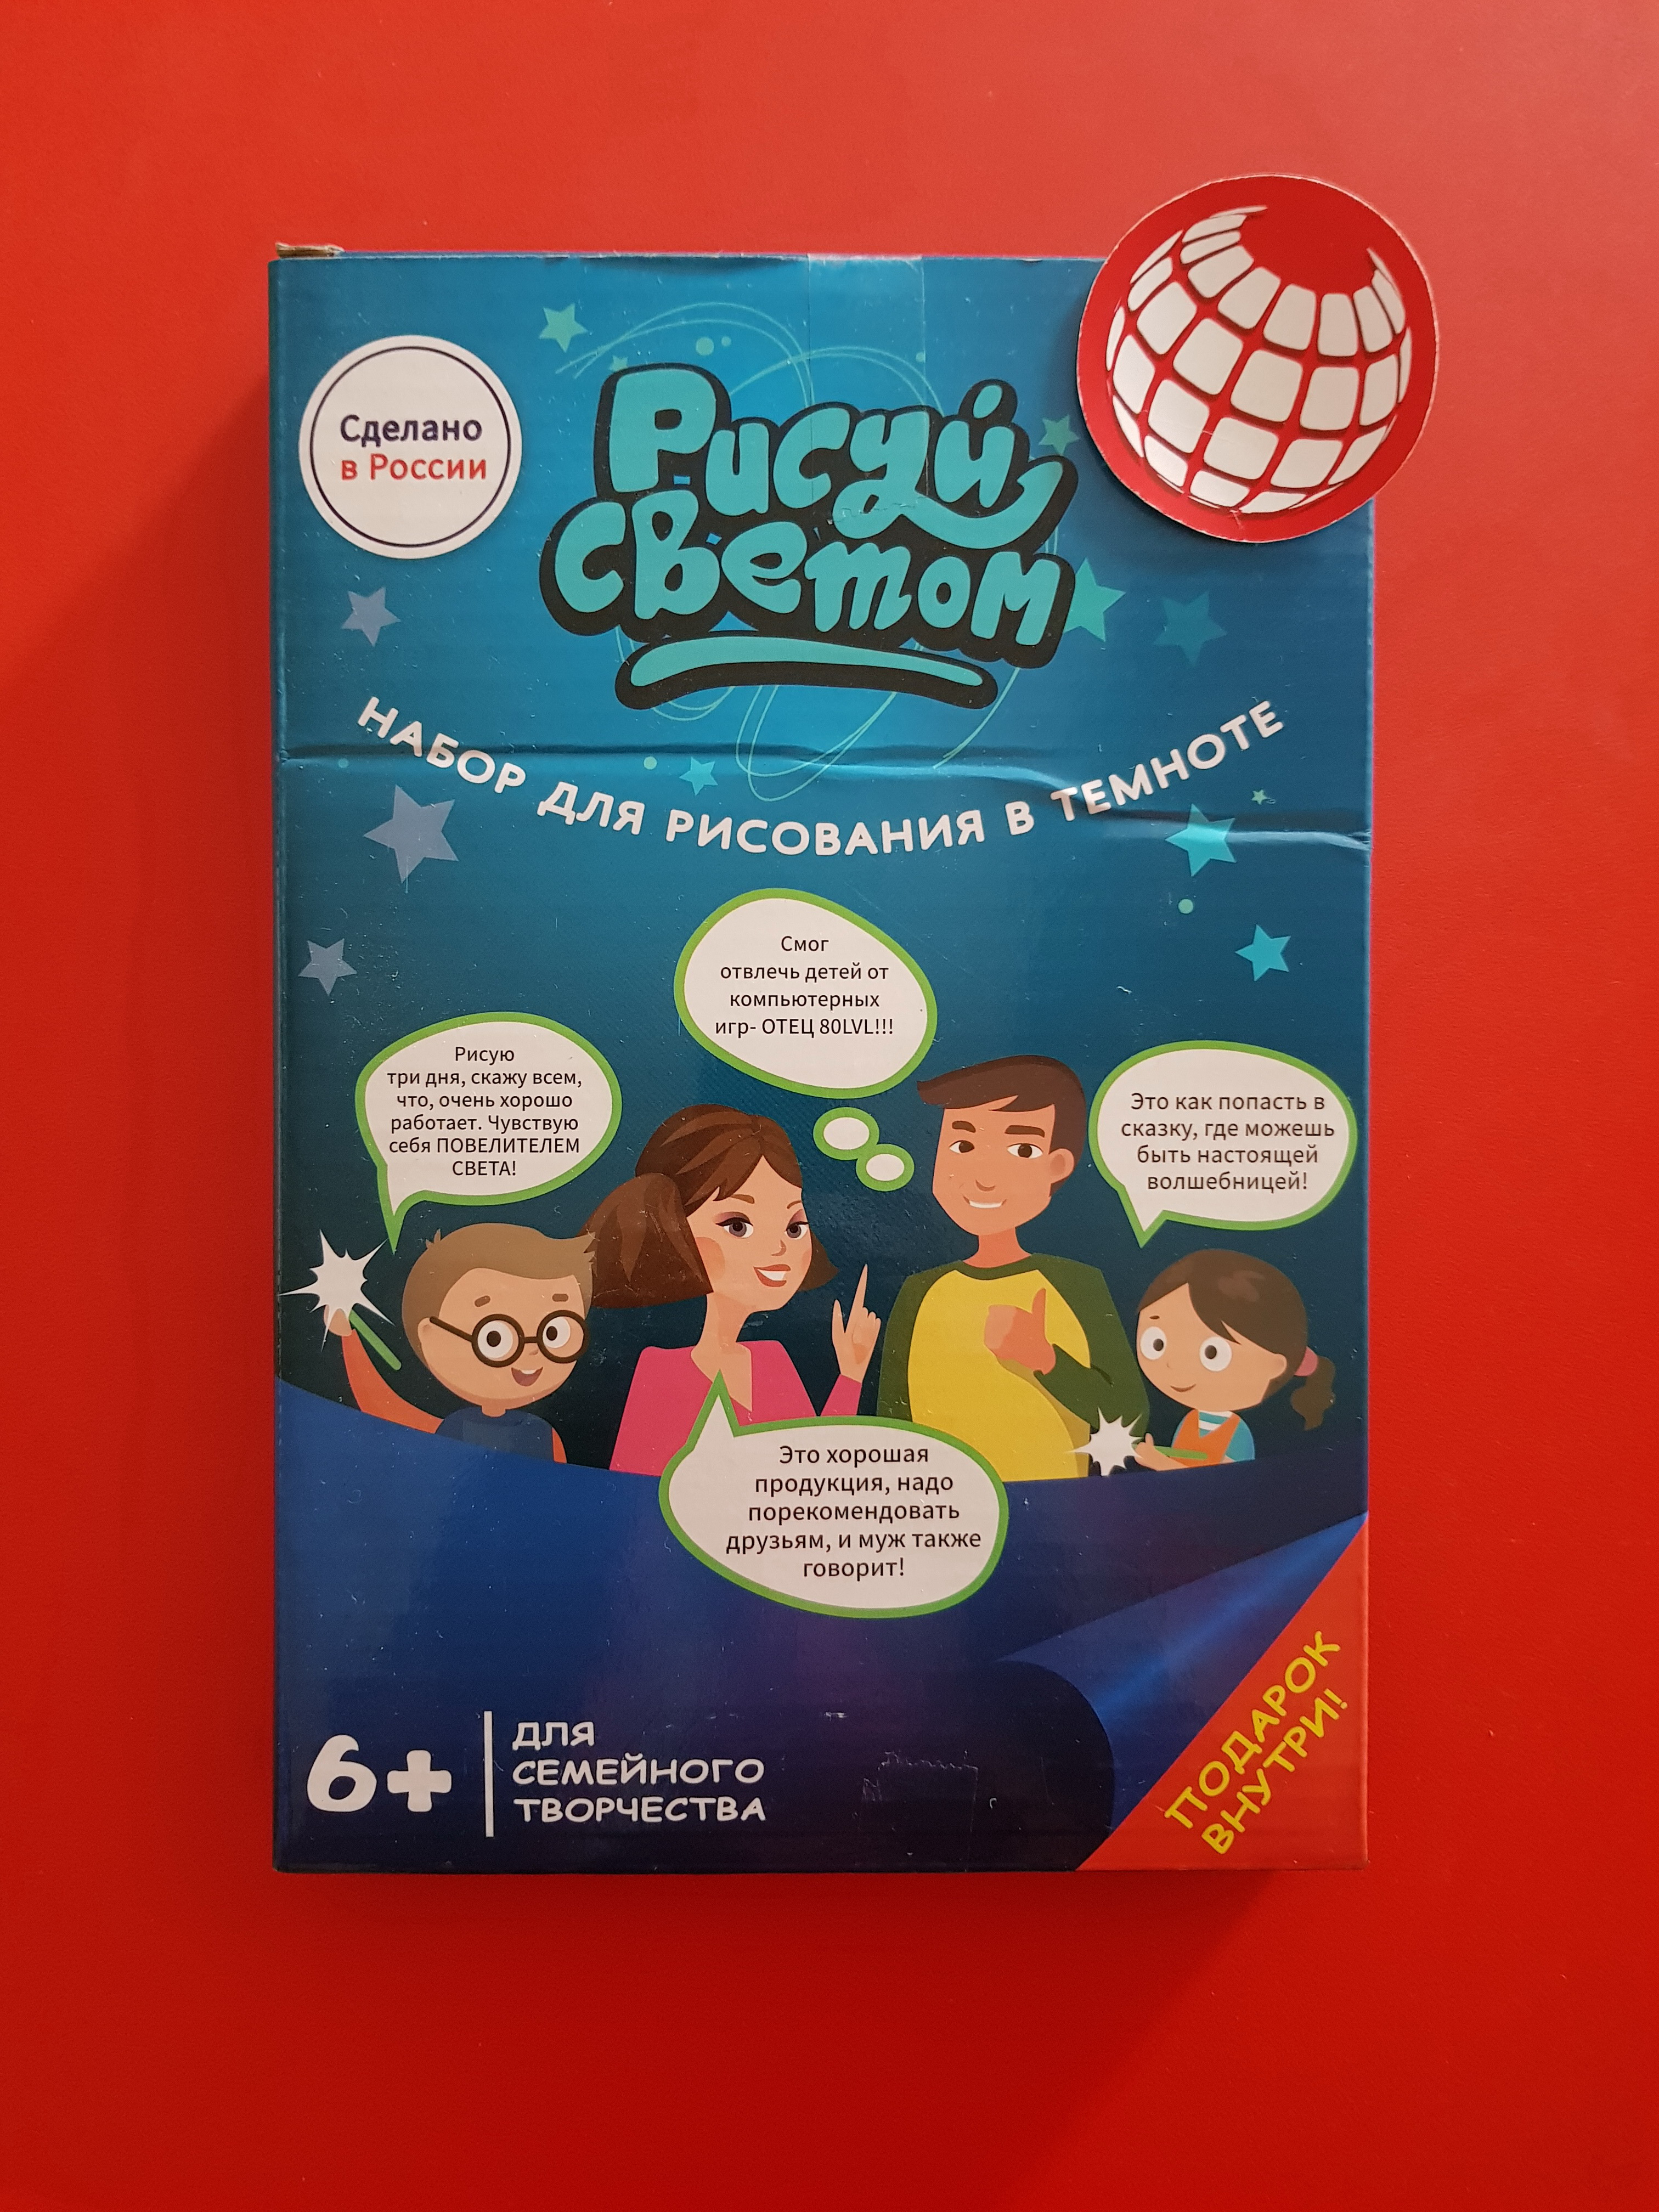 Сделано
в России
Рисуй
светом
НАБОР ДЛЯ РИСОВАНИЯ В ТЕМНОТЕ
Смог
отвлечь детей от
компьютерных
игр- ОТЕЦ 80LVL!!!
Рисую
три дня, скажу всем,
что, очень хорошо
работает. Чувствую
себя ПОВЕЛИТЕЛЕМ
СВЕТА!
Это как попасть в
сказку, где можешь
быть настоящей
волшебницей!
Это хорошая
продукция, надо
порекомендовать
друзьям, и муж также
говорит!
6+
ДЛЯ
СЕМЕЙНОГО
ТВОРЧЕСТВА
ПОДАРОК
ВНУТРИ!